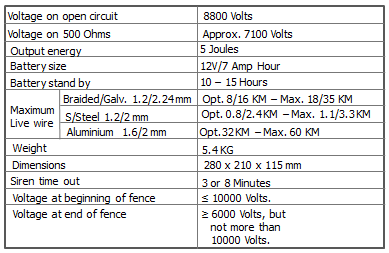 Voltage on open circuit 8800 Volts
Voltage on 500 Ohms Approx. 7100 Volts
Output energy 5 Joules
Battery size 12V/7 Amp Hour
Battery stand by 10 – 15 Hours
Maximum Live wire Braided/Galv. 1.2/2.24mm Opt. 8/16 KM – Max. 18/35 KM
S/Steel 1.2/2mm Opt. 0.8/2.4KM – Max. 1.1/3.3KM
Aluminium 1.6/2mm Opt.32KM – Max. 60 KM
Weight 5.4KG
Dimensions 280 x 210 x 115 mm
Siren time out 3 or 8 Minutes
Voltage at beginning of fence ≤ 10000 Volts.
Voltage at end of fence ≥ 6000 Volts, but
not more than
10000 Volts.